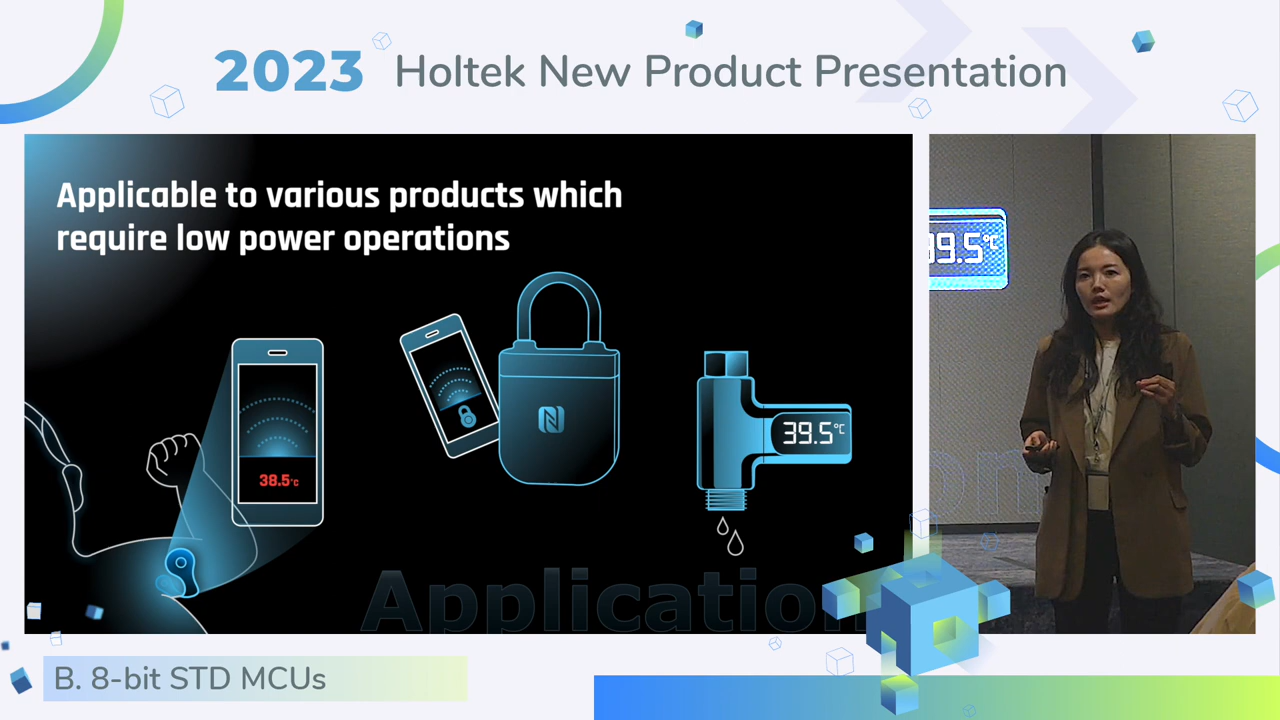 2023 Holtek New Product Presentation
Applicable to various products which
require low power operations
38.5°C
39.5°C
39.5°C
Application
B. 8-bit STD MCUs